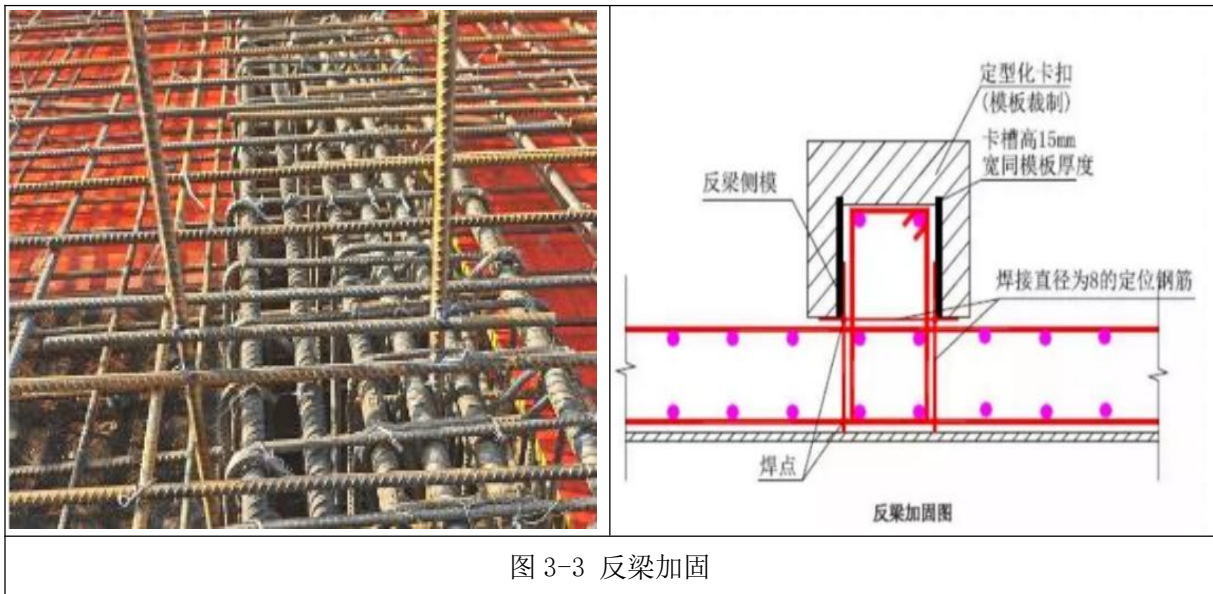 定型化卡扣
(模板裁制)
卡槽高15mm
宽同模板厚度
反梁侧模
焊接直径为8的定位钢筋
焊点
反梁加固图
图 3-3 反梁加固